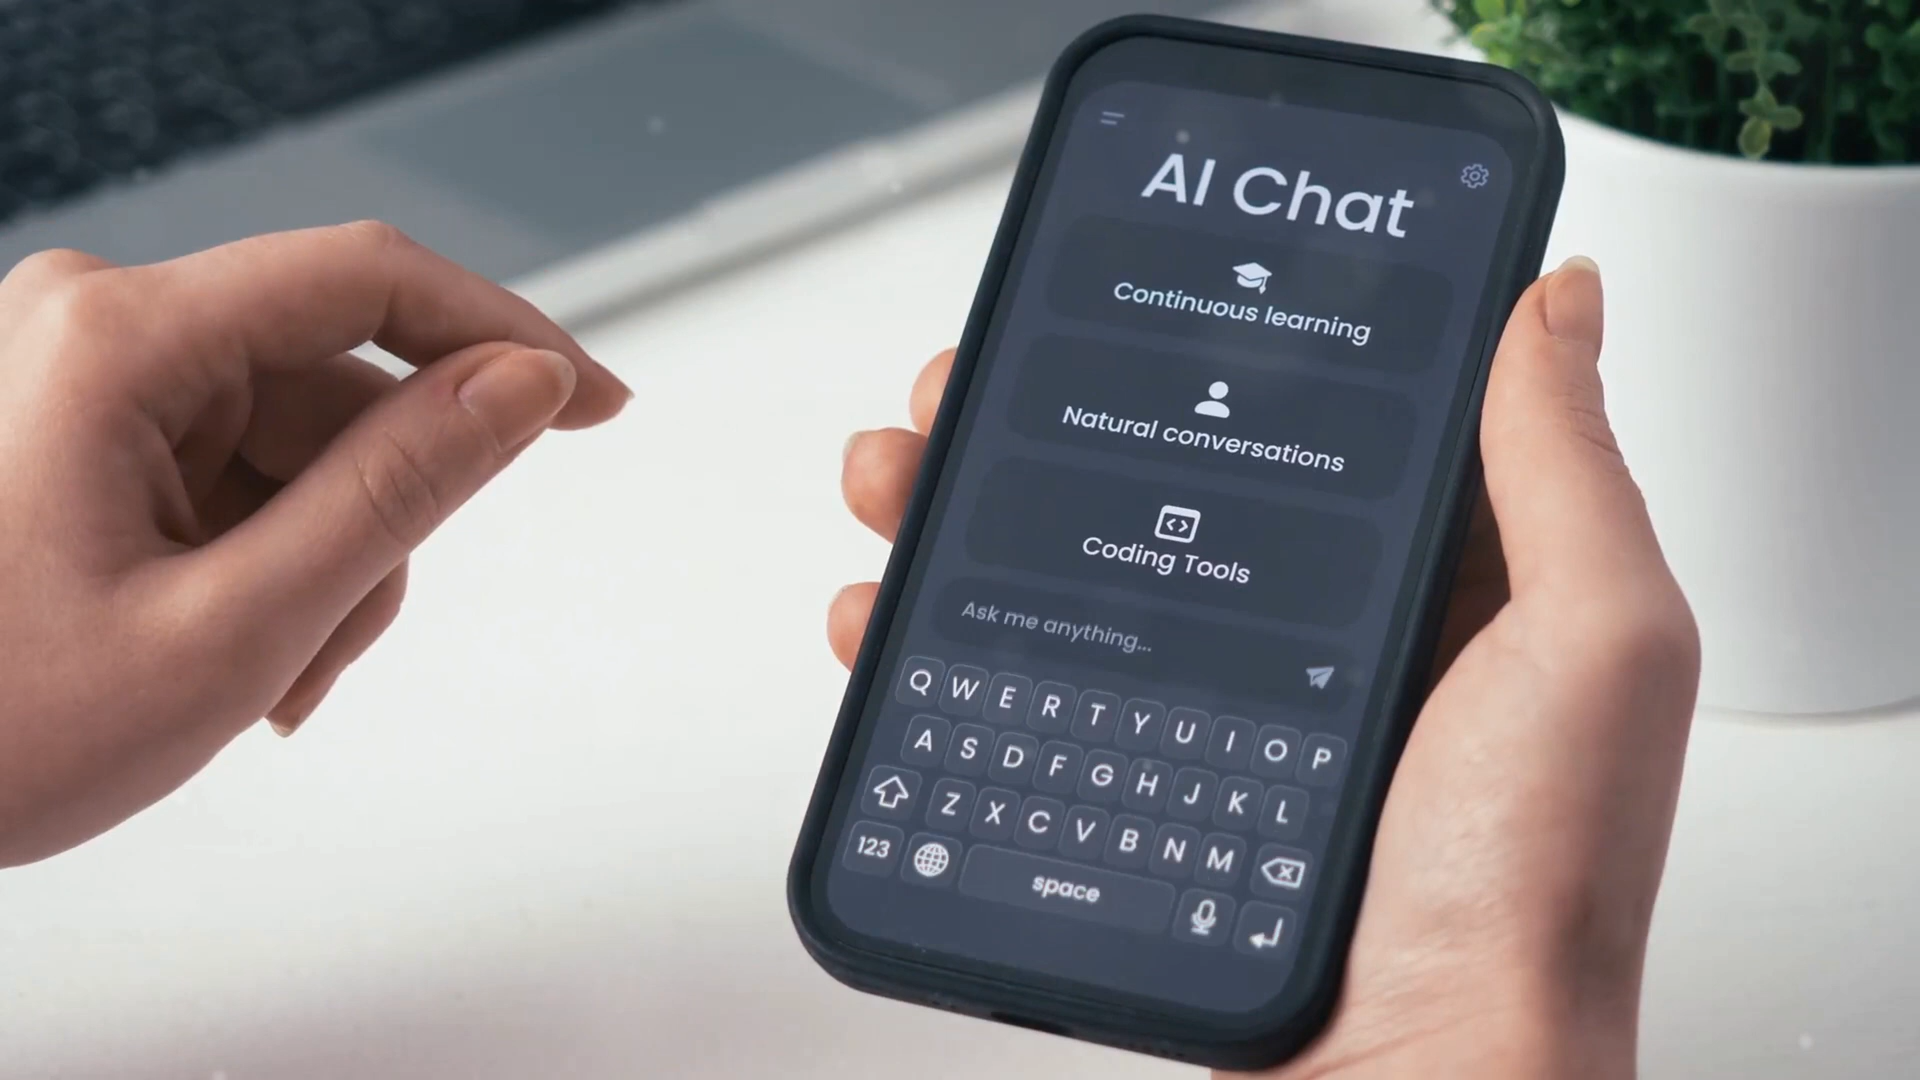 AI Chat
Continuous learning
Natural conversations
Coding Tools
Ask me anything...
Q W E R T Y U I O P
A S D F G H J K L
Z X C V B N M
123 space